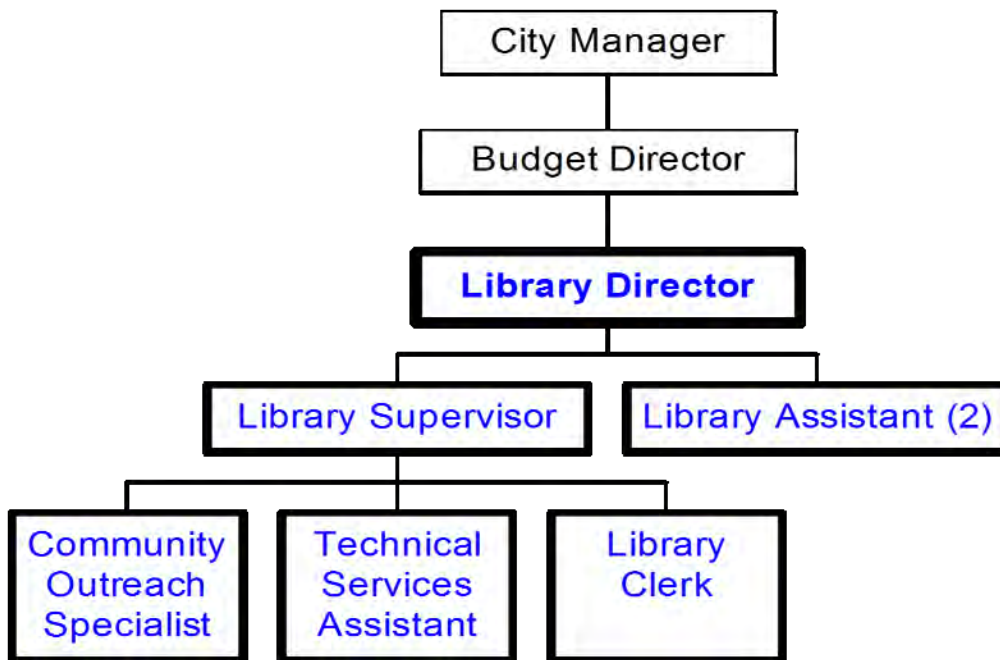 City Manager
Budget Director
Library Director
Library Supervisor
Library Assistant (2)
Community
Outreach
Specialist
Technical
Services
Assistant
Library
Clerk